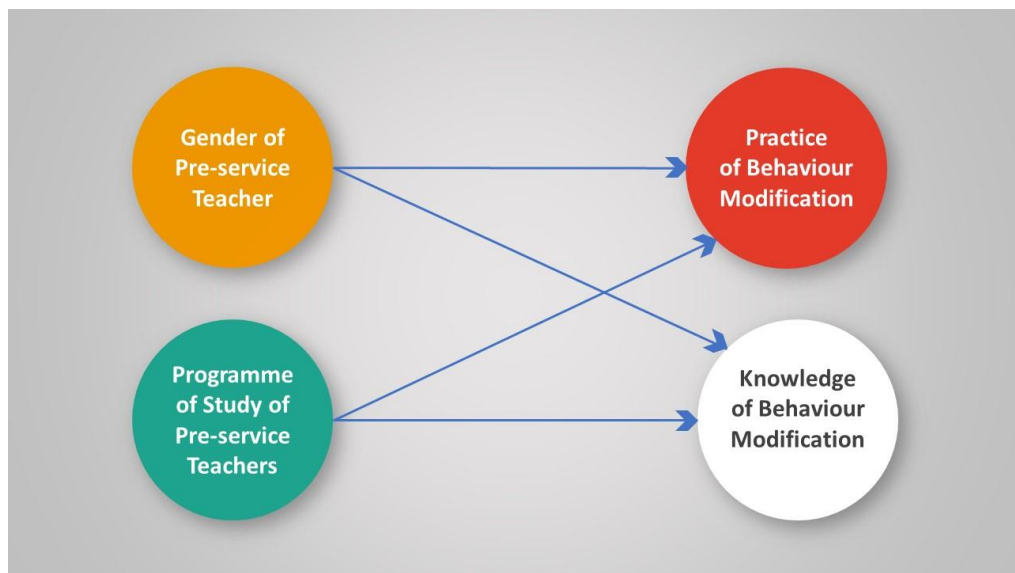 Gender of
Pre-service
Teacher
Practice
of Behaviour
Modification
Programme
of Study of
Pre-service
Teachers
Knowledge
of Behaviour
Modification